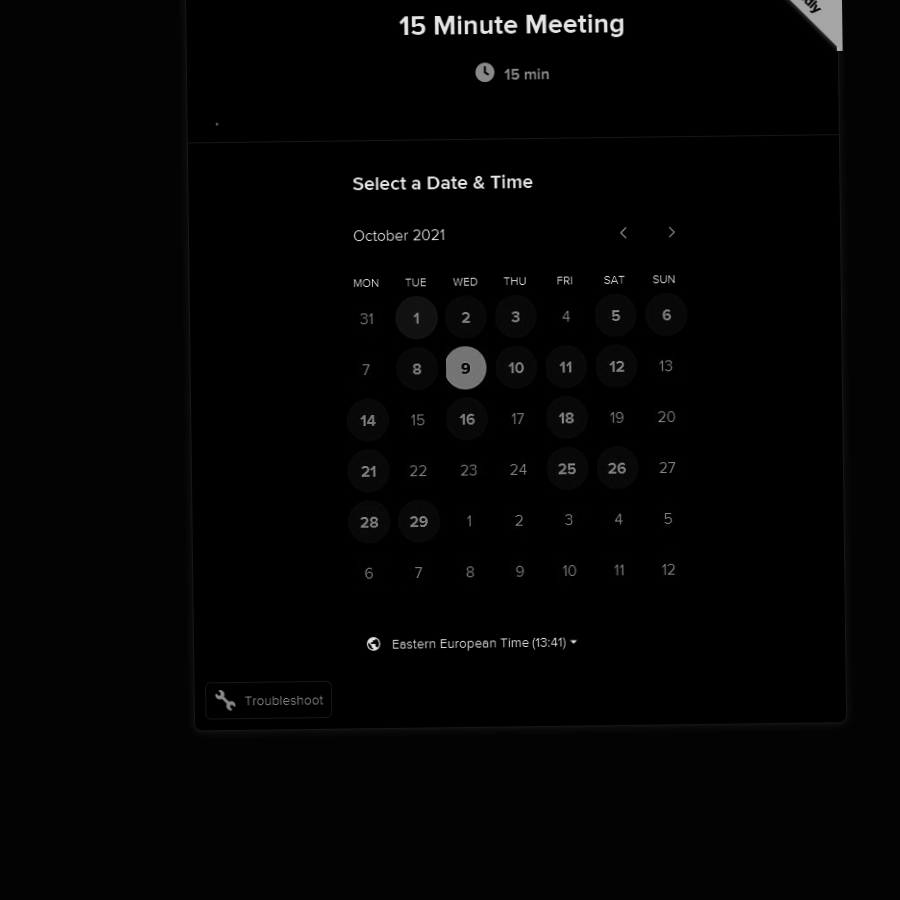 15 Minute Meeting
15 min
Select a Date & Time
October 2021
MON TUE WED THU FRI SAT SUN
31 1 2 3 4 5 6
7 8 9 10 11 12 13
14 15 16 17 18 19 20
21 22 23 24 25 26 27
28 29 1 2 3 4 5
6 7 8 9 10 11 12
Eastern European Time (13:41)
Troubleshoot